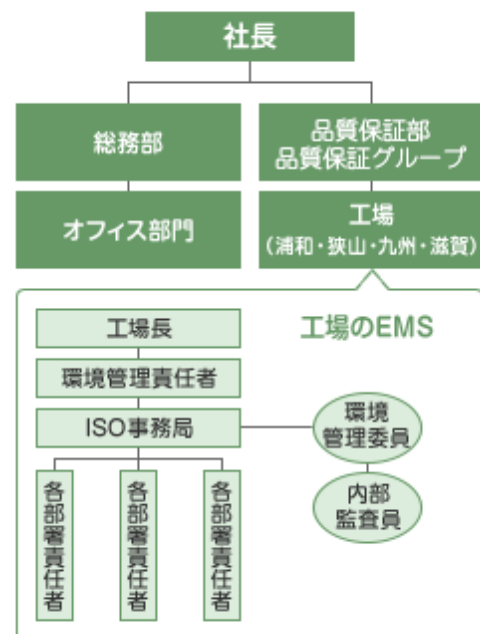 社長
総務部
品質保証部
品質保証グループ
オフィス部門
工場
(浦和・狭山・九州・滋賀)
工場のEMS
工場長
環境管理責任者
ISO事務局
環境
管理委員
内部
監査員
各部署責任者
各部署責任者
各部署責任者